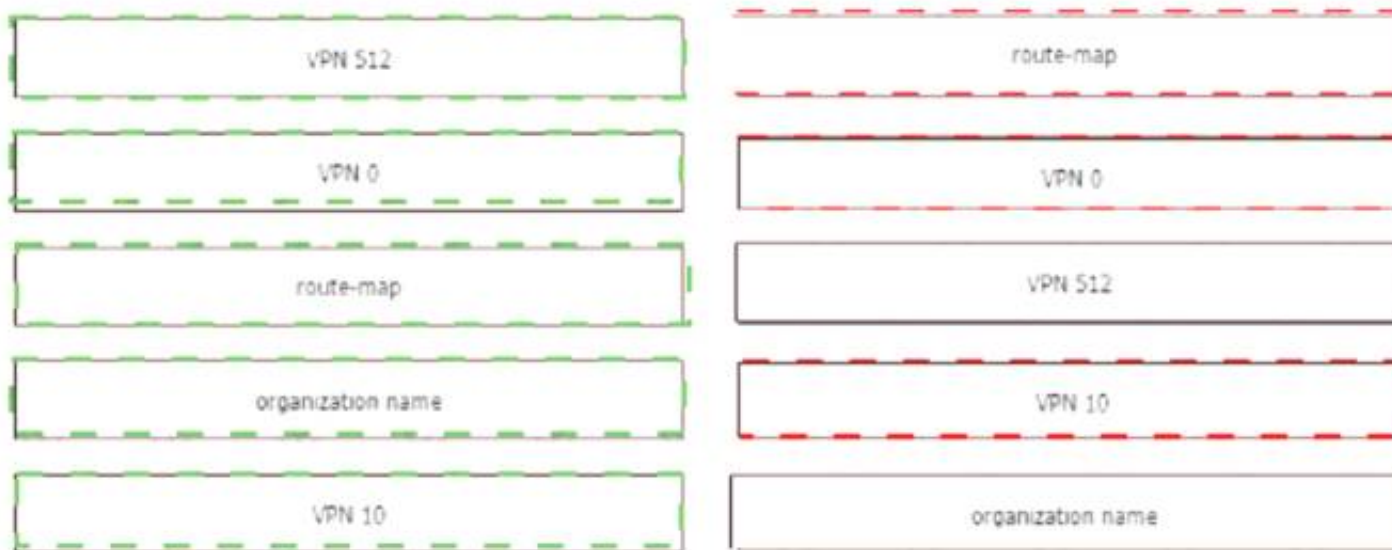 VPN 512
VPN 0
route-map
organization name
VPN 10
route-map
VPN 0
VPN 512
VPN 10
organization name